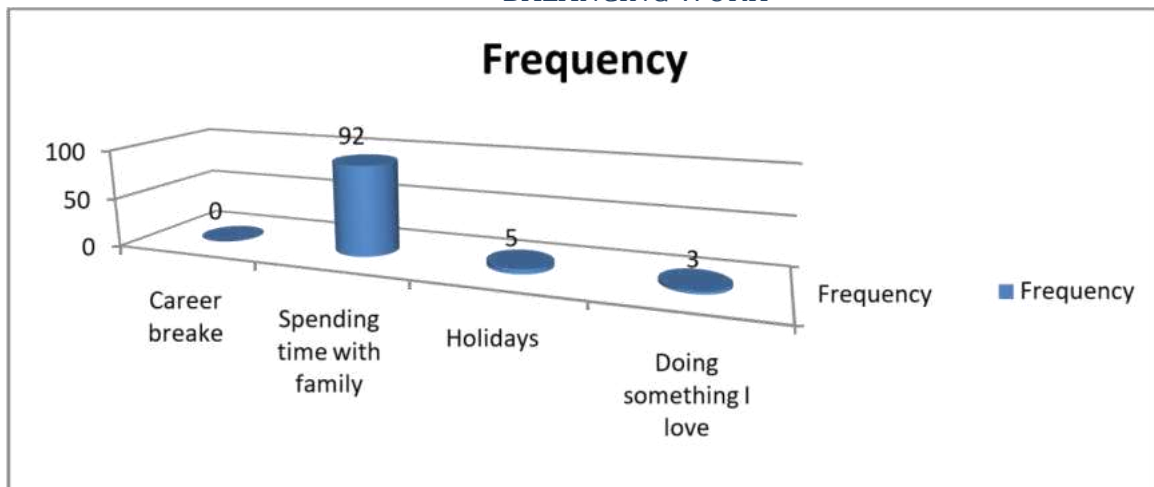 Frequency
100
50
0
0
92
5
3
Career
breake
Spending
time with
family
Holidays
Doing
something I
love
Frequency
Frequency